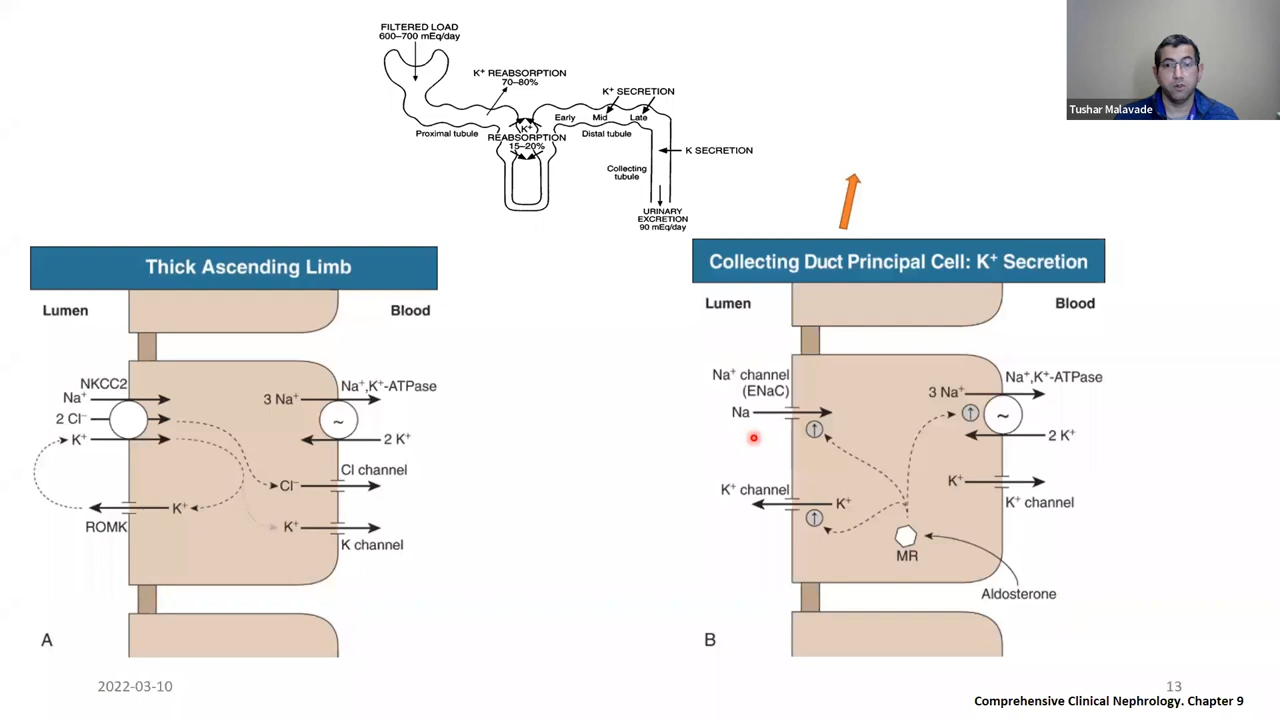 FILTERED LOAD
600–700 mEq/day
K⁺ REABSORPTION
70–80%
K⁺ SECRETION
Early
Mid
Late
Proximal tubule
K⁺
REABSORPTION
15–20%
Distal tubule
K SECRETION
Collecting
tubule
URINARY
EXCRETION
90 mEq/day
Tushar Malavade
Thick Ascending Limb
Lumen
Blood
NKCC2
Na⁺
2 Cl⁻
K⁺
3 Na⁺
Na⁺,K⁺-ATPase
~
2 K⁺
Cl channel
Cl⁻
K⁺
ROMK
K⁺
K channel
A
Collecting Duct Principal Cell: K⁺ Secretion
Lumen
Blood
Na⁺ channel
(ENaC)
Na
3 Na⁺
Na⁺,K⁺-ATPase
~
2 K⁺
K⁺ channel
K⁺
K⁺
K⁺ channel
MR
Aldosterone
B
2022-03-10
13
Comprehensive Clinical Nephrology. Chapter 9